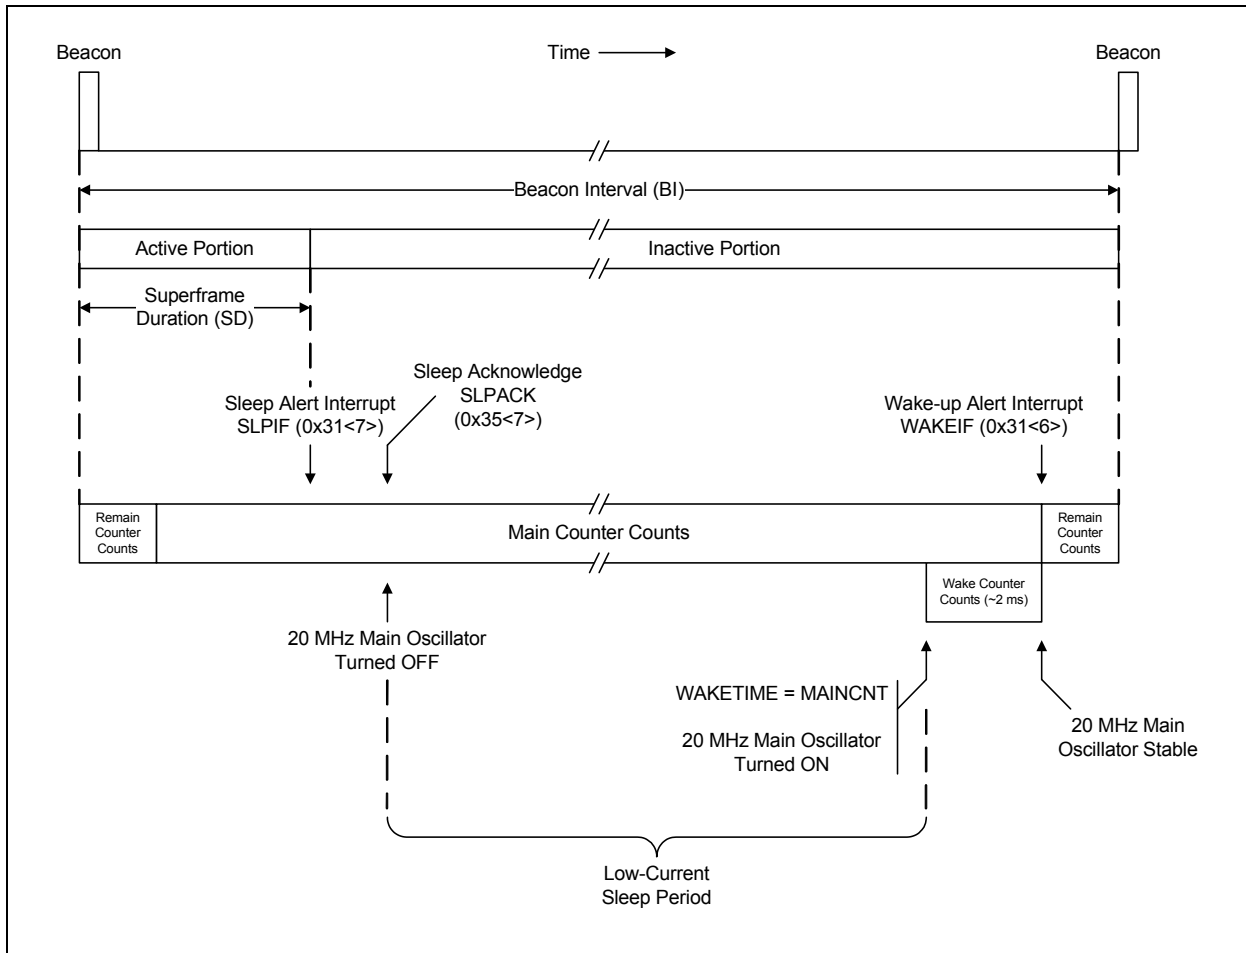 Beacon
Time
Beacon
Beacon Interval (BI)
Active Portion
Inactive Portion
Superframe
Duration (SD)
Sleep Acknowledge
SLPACK
(0x35<7>)
Sleep Alert Interrupt
SLPIF (0x31<7>)
Wake-up Alert Interrupt
WAKEIF (0x31<6>)
Remain
Counter
Counts
Main Counter Counts
Remain
Counter
Counts
Wake Counter
Counts (~2 ms)
20 MHz Main Oscillator
Turned OFF
WAKETIME = MAINCNT
20 MHz Main Oscillator
Turned ON
20 MHz Main
Oscillator Stable
Low-Current
Sleep Period